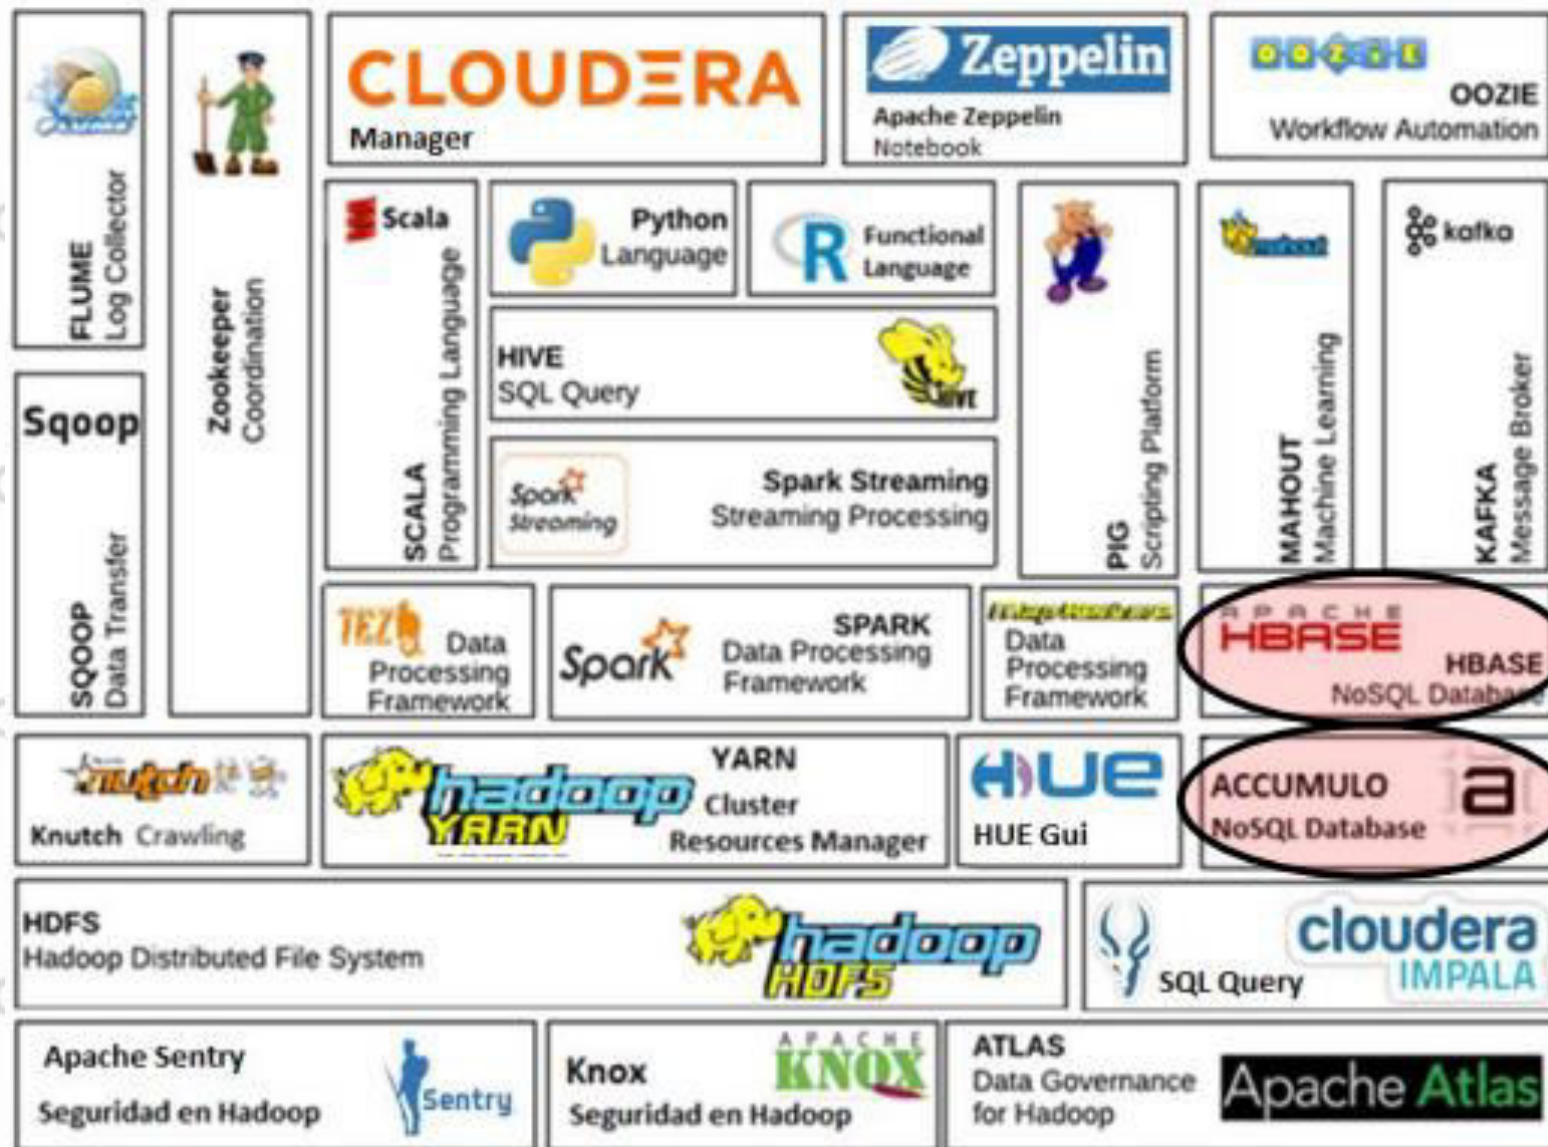 FLUME
Log Collector
Zookeeper
Coordination
CLOUDERA
Manager
Zeppelin
Apache Zeppelin
Notebook
OOZIE
OOZIE
Workflow Automation
Sqoop
SQOOP
Data Transfer
Scala
SCALA
Programming Language
Python
Language
R
Functional
Language
HIVE
SQL Query
HIVE
Spark
Streaming
Spark Streaming
Streaming Processing
PIG
Scripting Platform
mahout
MAHOUT
Machine Learning
kafka
KAFKA
Message Broker
TEZ
Data
Processing
Framework
Spark
SPARK
Data Processing
Framework
Data
Processing
Framework
APACHE
HBASE
HBASE
NoSQL Database
nutch
Knutch Crawling
hadoop
YARN
YARN
Cluster
Resources Manager
HUE
HUE Gui
ACCUMULO
NoSQL Database
a
HDFS
Hadoop Distributed File System
hadoop
HDFS
SQL Query
cloudera
IMPALA
Apache Sentry
Seguridad en Hadoop
Sentry
Knox
Seguridad en Hadoop
APACHE
KNOX
ATLAS
Data Governance
for Hadoop
Apache Atlas